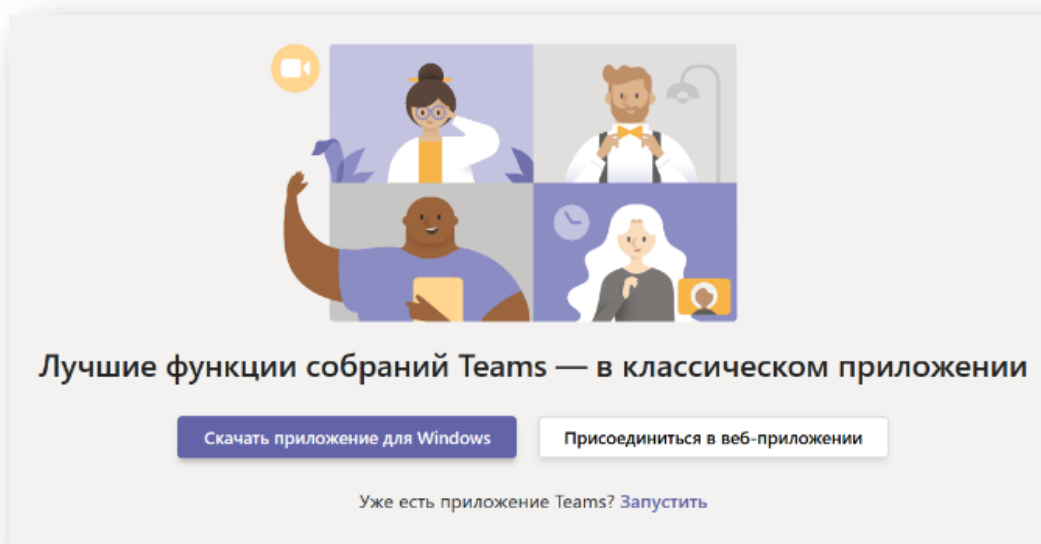 Лучшие функции собраний Teams — в классическом приложении
Скачать приложение для Windows
Присоединиться в веб-приложении
Уже есть приложение Teams? Запустить